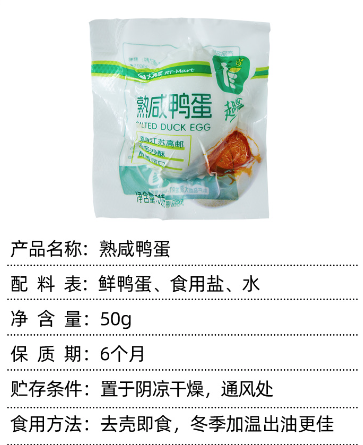 RT-Mart
熟咸鸭蛋
SALTED DUCK EGG
产品名称：熟咸鸭蛋
配 料 表：鲜鸭蛋、食用盐、水
净 含 量：50g
保 质 期：6个月
贮存条件：置于阴凉干燥，通风处
食用方法：去壳即食，冬季加温出油更佳